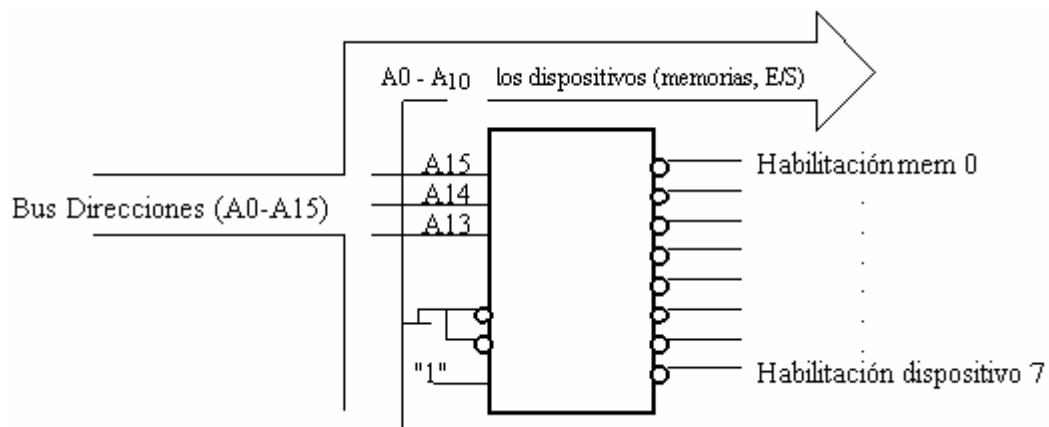 A0 - A10 los dispositivos (memorias, E/S)
A15
Habilitación mem 0
A14
Bus Direcciones (A0-A15)
A13
"1"
Habilitación dispositivo 7